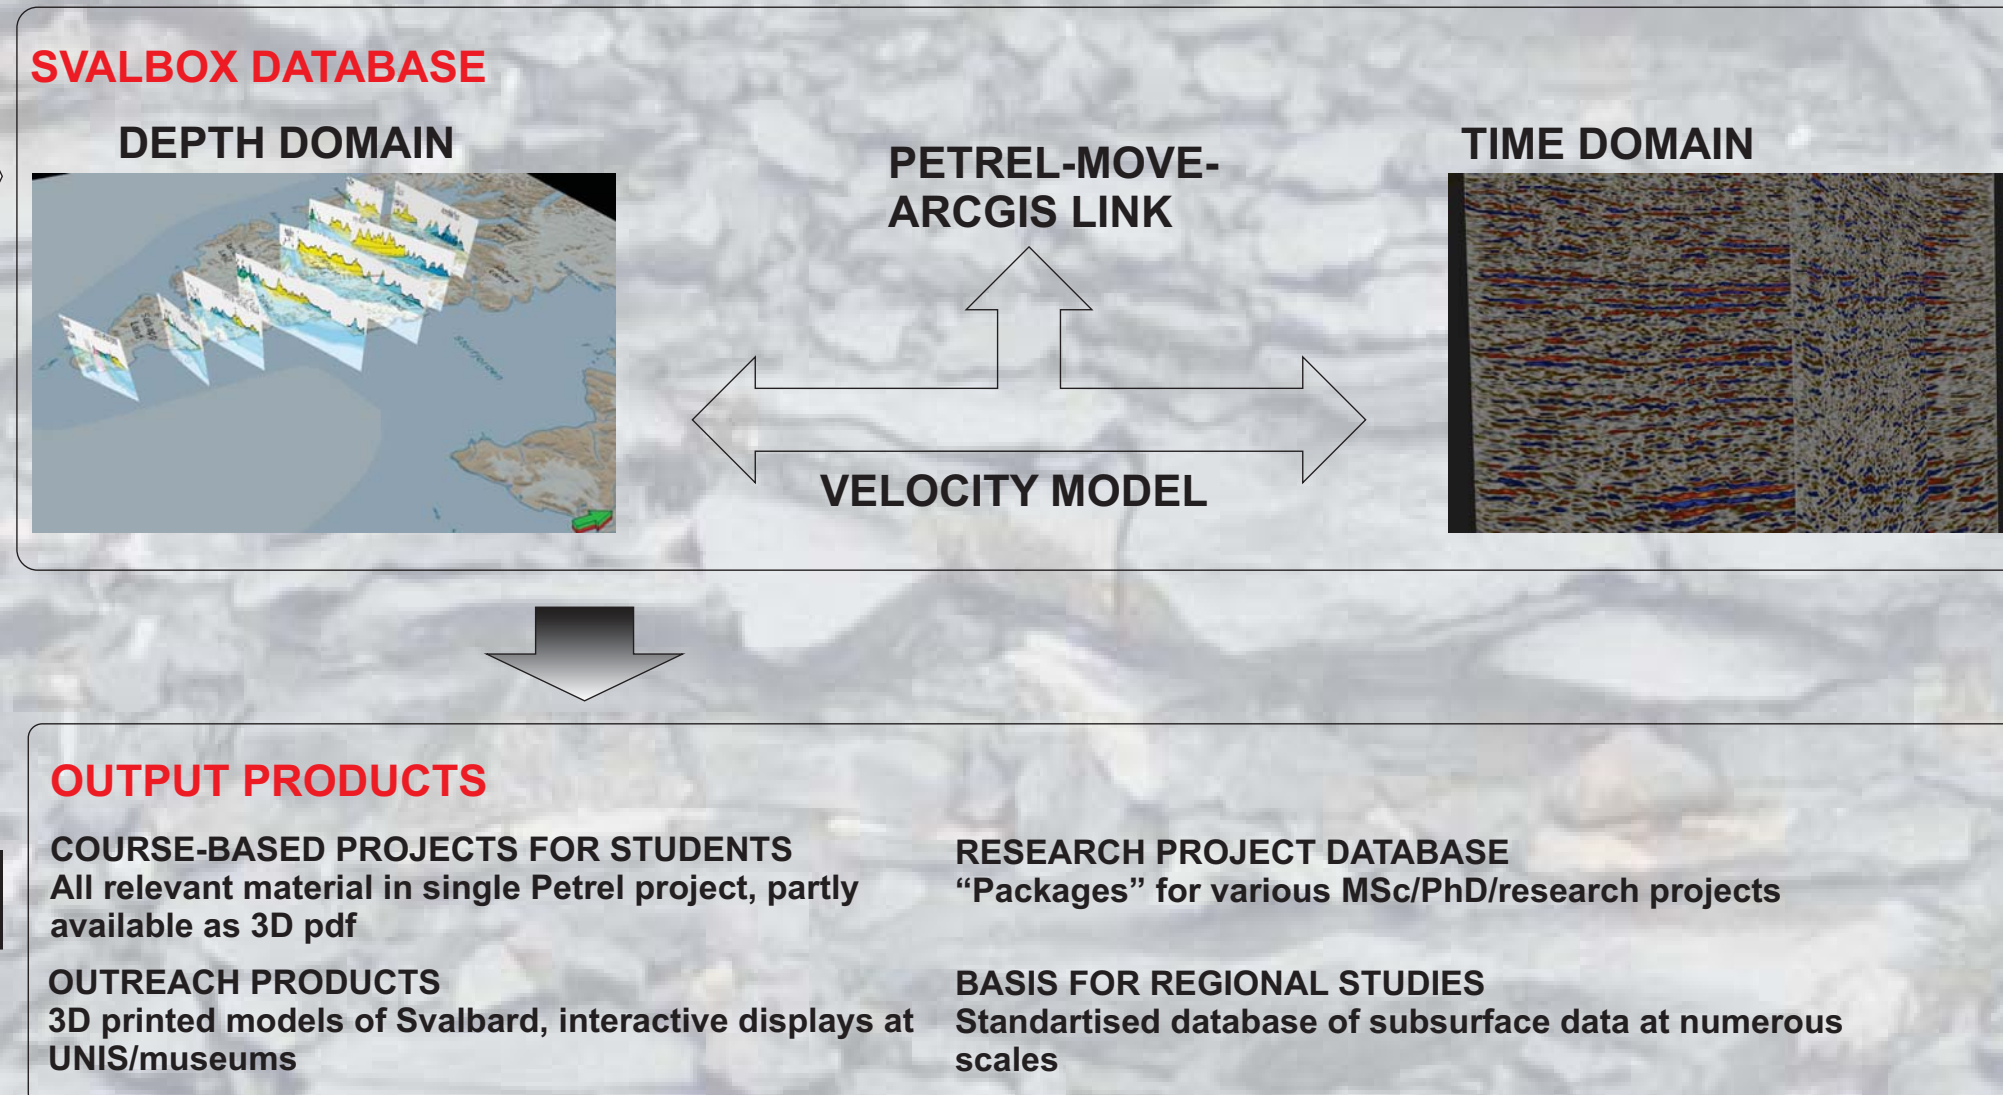 SVALBOX DATABASE
DEPTH DOMAIN
PETREL-MOVE-
ARCGIS LINK
TIME DOMAIN
Storfjorden
VELOCITY MODEL
OUTPUT PRODUCTS
COURSE-BASED PROJECTS FOR STUDENTS
All relevant material in single Petrel project, partly
available as 3D pdf
OUTREACH PRODUCTS
3D printed models of Svalbard, interactive displays at
UNIS/museums
RESEARCH PROJECT DATABASE
“Packages” for various MSc/PhD/research projects
BASIS FOR REGIONAL STUDIES
Standartised database of subsurface data at numerous
scales